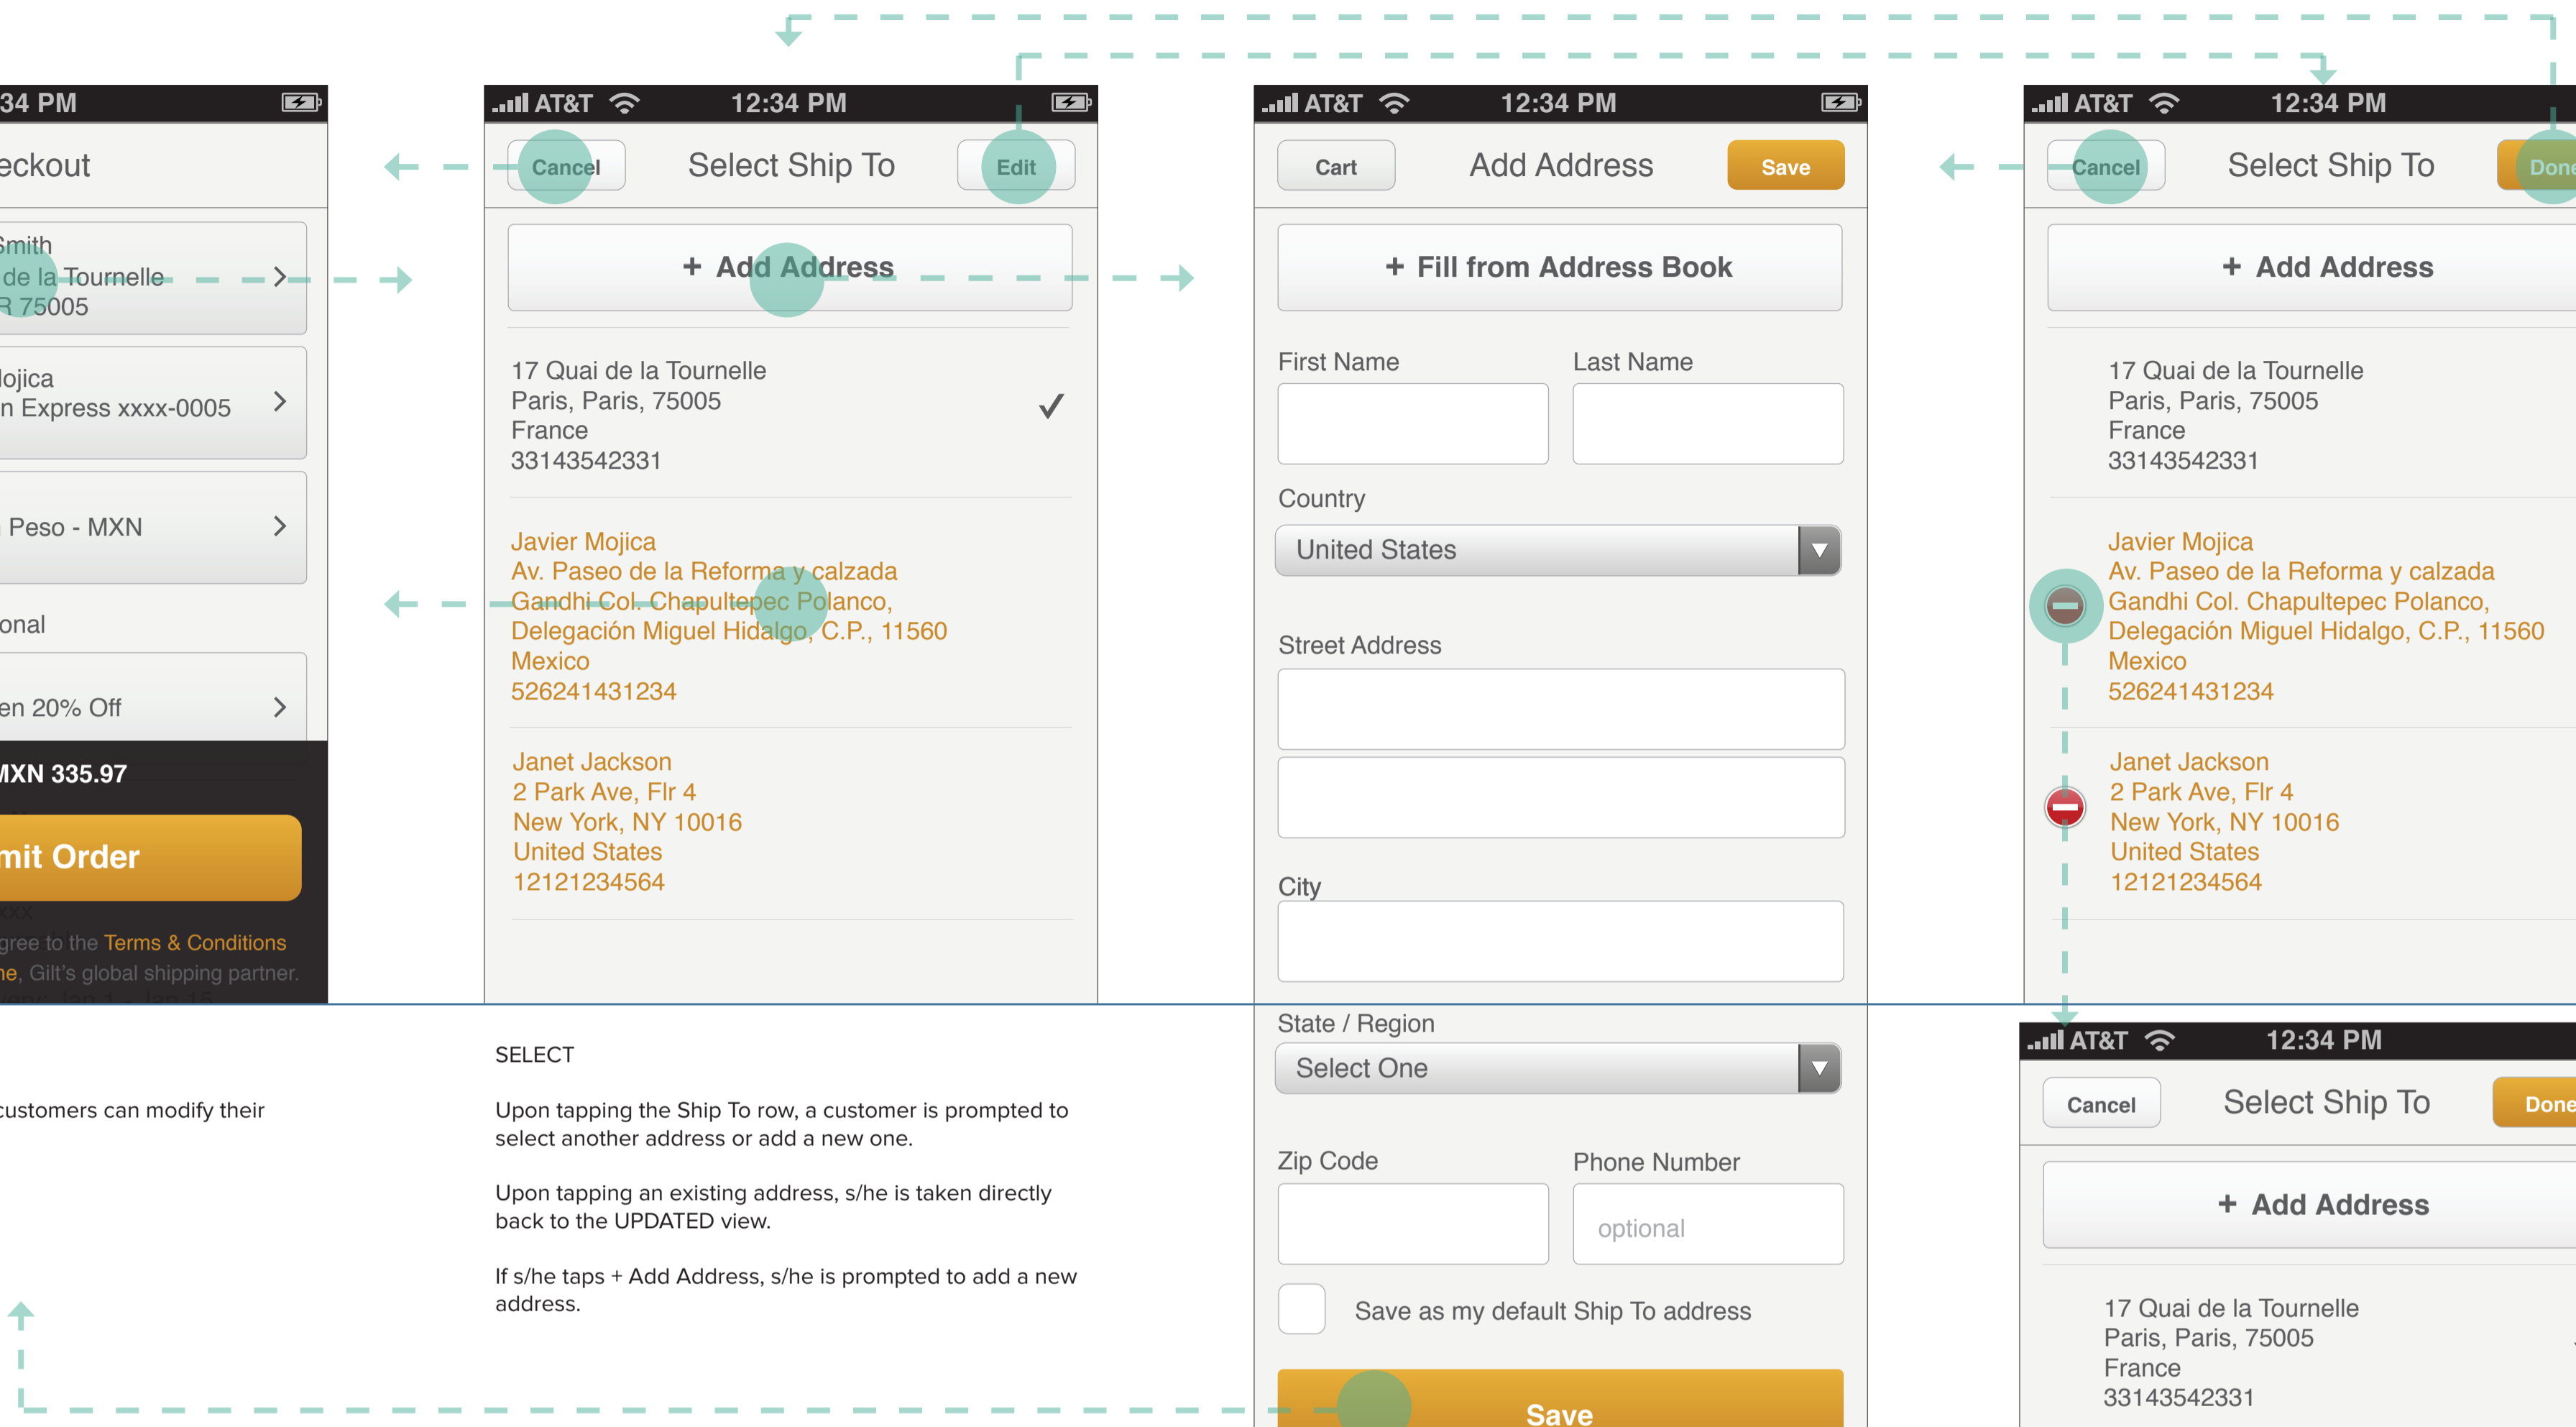 34 PM
eckout
Smith
de la Tournelle
R 75005
Mojica
n Express xxxx-0005
Peso - MXN
onal
en 20% Off
MXN 335.97
mit Order
gree to the Terms & Conditions
ne, Gilt's global shipping partner.
customers can modify their
AT&T 12:34 PM
Cancel Select Ship To Edit
+ Add Address
17 Quai de la Tournelle
Paris, Paris, 75005
France
33143542331
Javier Mojica
Av. Paseo de la Reforma y calzada
Gandhi Col. Chapultepec Polanco,
Delegación Miguel Hidalgo, C.P., 11560
Mexico
526241431234
Janet Jackson
2 Park Ave, Flr 4
New York, NY 10016
United States
12121234564
SELECT
Upon tapping the Ship To row, a customer is prompted to
select another address or add a new one.
Upon tapping an existing address, s/he is taken directly
back to the UPDATED view.
If s/he taps + Add Address, s/he is prompted to add a new
address.
AT&T 12:34 PM
Cart Add Address Save
+ Fill from Address Book
First Name Last Name
Country
United States
Street Address
City
State / Region
Select One
Zip Code Phone Number
optional
Save as my default Ship To address
Save
AT&T 12:34 PM
Cancel Select Ship To Done
+ Add Address
17 Quai de la Tournelle
Paris, Paris, 75005
France
33143542331
Javier Mojica
Av. Paseo de la Reforma y calzada
Gandhi Col. Chapultepec Polanco,
Delegación Miguel Hidalgo, C.P., 11560
Mexico
526241431234
Janet Jackson
2 Park Ave, Flr 4
New York, NY 10016
United States
12121234564
AT&T 12:34 PM
Cancel Select Ship To Done
+ Add Address
17 Quai de la Tournelle
Paris, Paris, 75005
France
33143542331